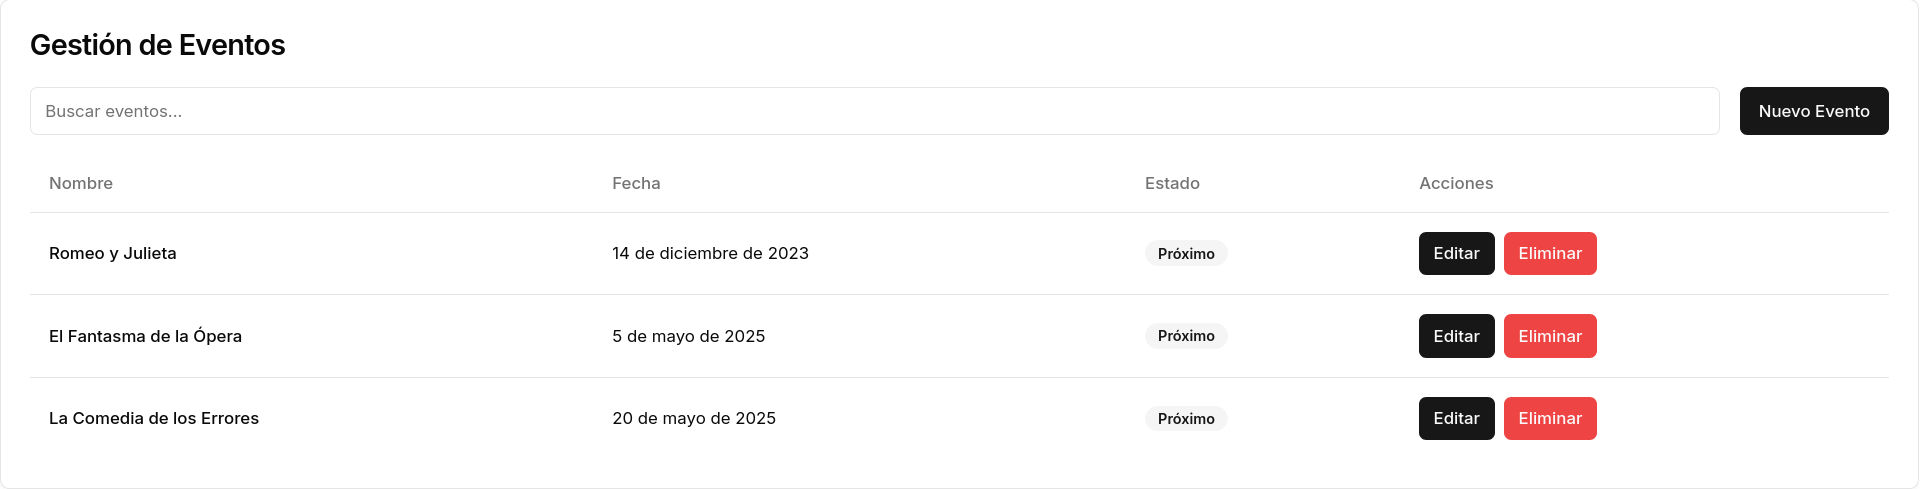 Gestión de Eventos
Buscar eventos...
Nuevo Evento
Nombre Fecha Estado Acciones
Romeo y Julieta 14 de diciembre de 2023 Próximo Editar Eliminar
El Fantasma de la Ópera 5 de mayo de 2025 Próximo Editar Eliminar
La Comedia de los Errores 20 de mayo de 2025 Próximo Editar Eliminar